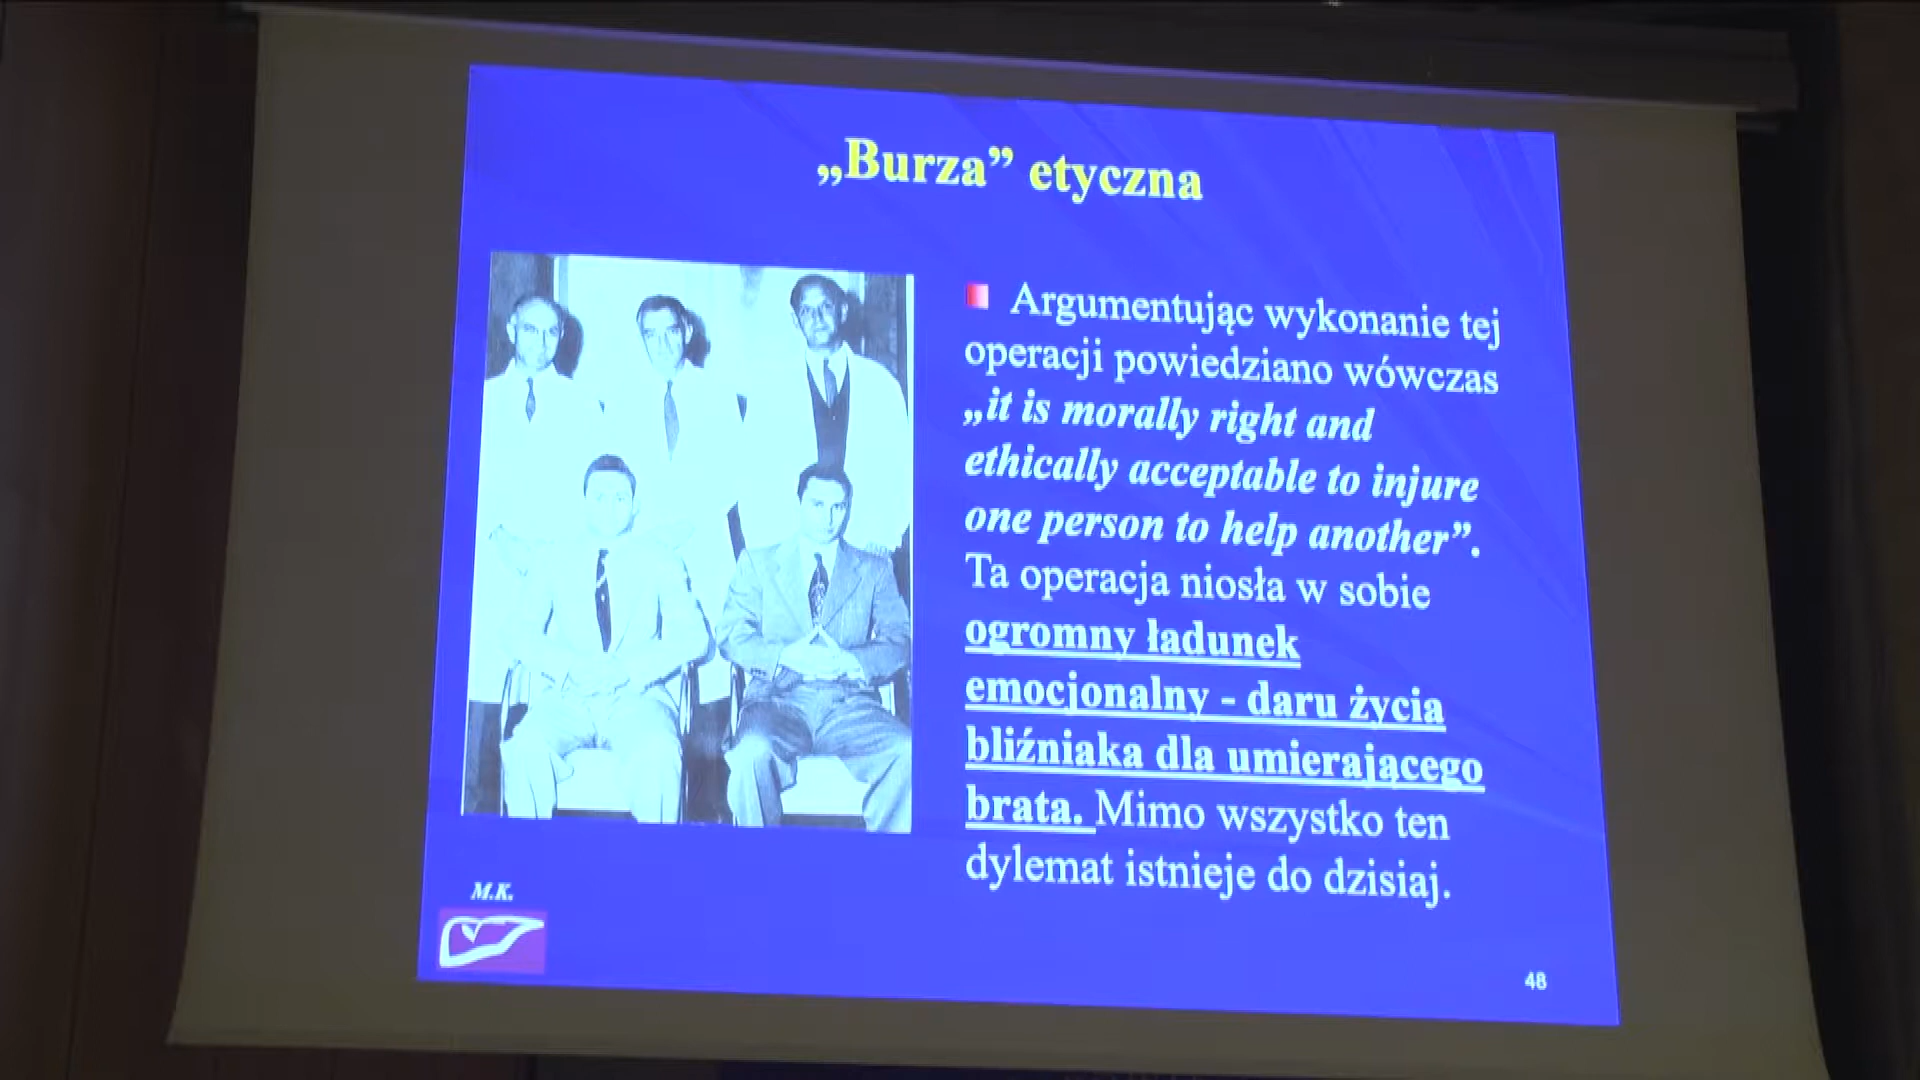 „Burza” etyczna
Argumentując wykonanie tej
operacji powiedziano wówczas
„it is morally right and
ethically acceptable to injure
one person to help another”.
Ta operacja niosła w sobie
ogromny ładunek
emocjonalny - daru życia
bliźniaka dla umierającego
brata. Mimo wszystko ten
dylemat istnieje do dzisiaj.
M.K.
48